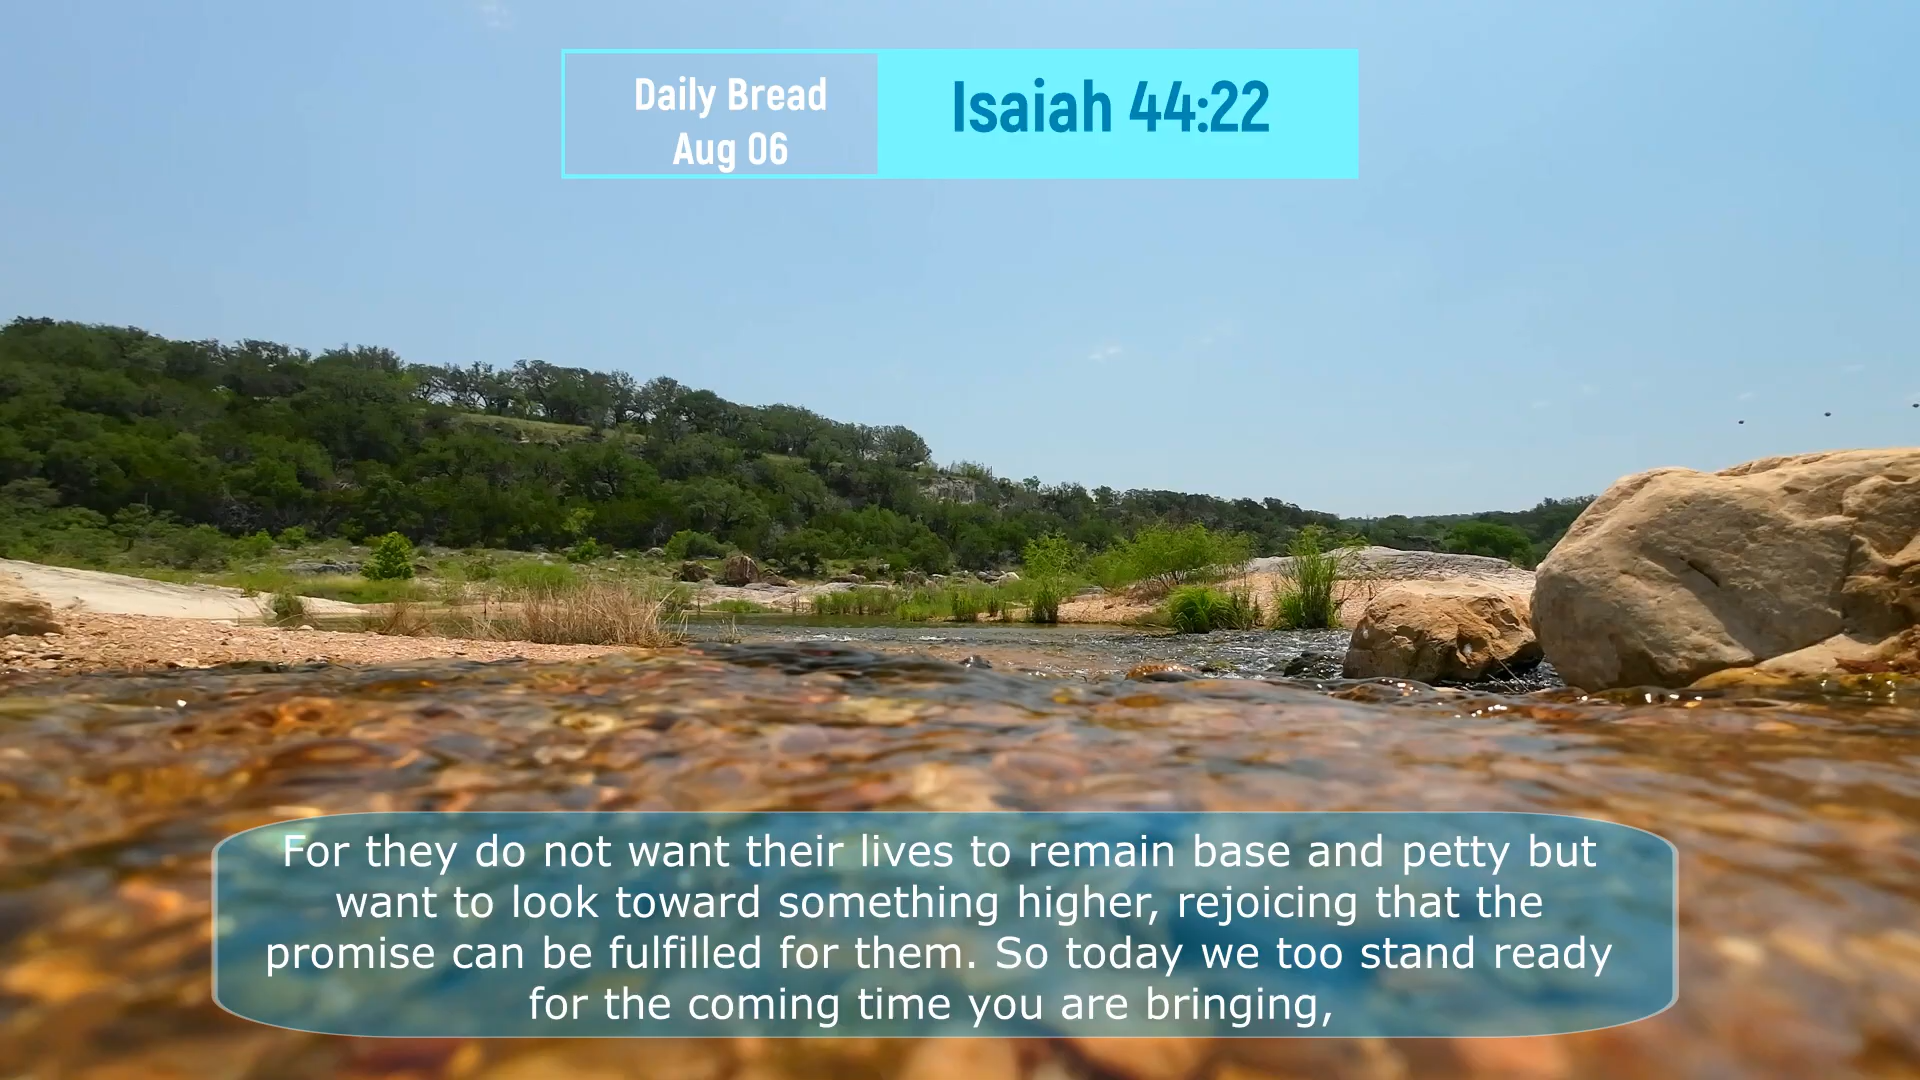 Daily Bread
Aug 06
Isaiah 44:22
For they do not want their lives to remain base and petty but
want to look toward something higher, rejoicing that the
promise can be fulfilled for them. So today we too stand ready
for the coming time you are bringing,